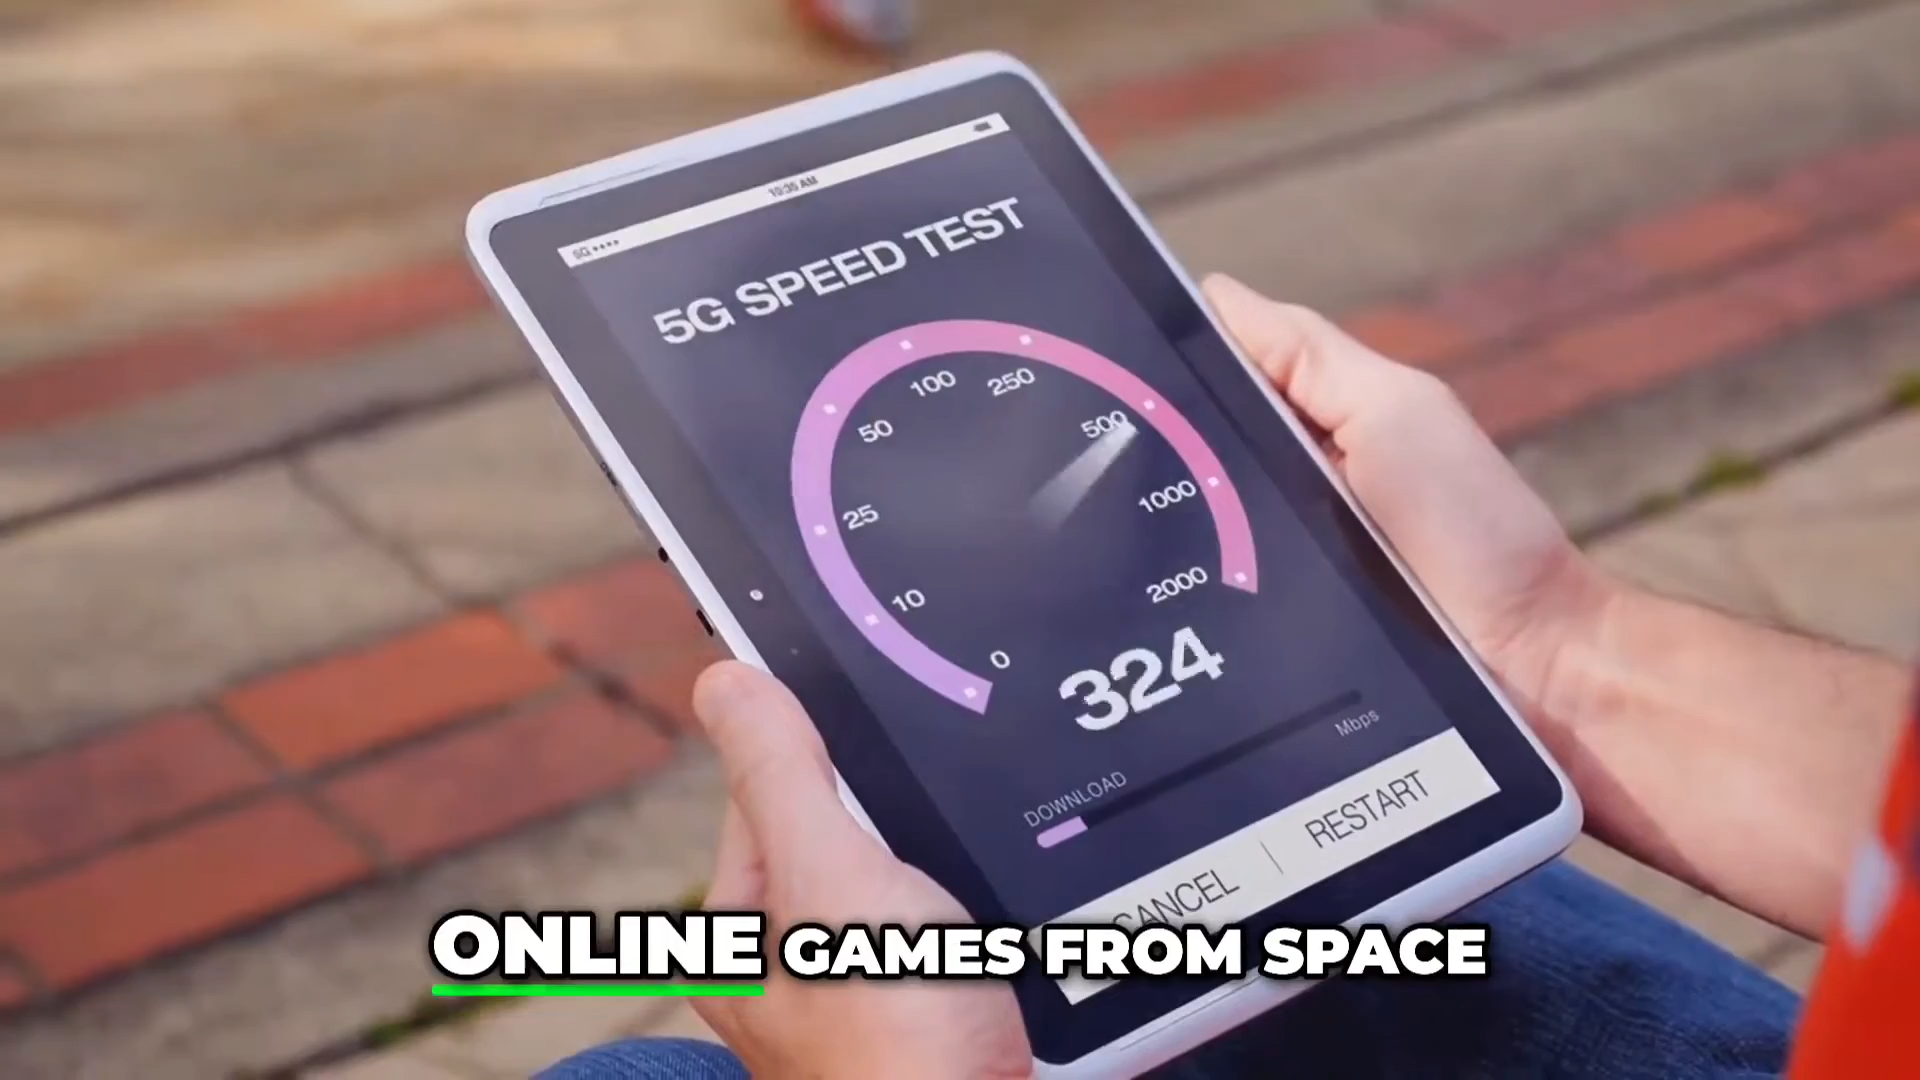 5G
10:35 AM
5G SPEED TEST
100
250
50
500
25
1000
10
2000
0
324
Mbps
DOWNLOAD
CANCEL
RESTART
ONLINE GAMES FROM SPACE